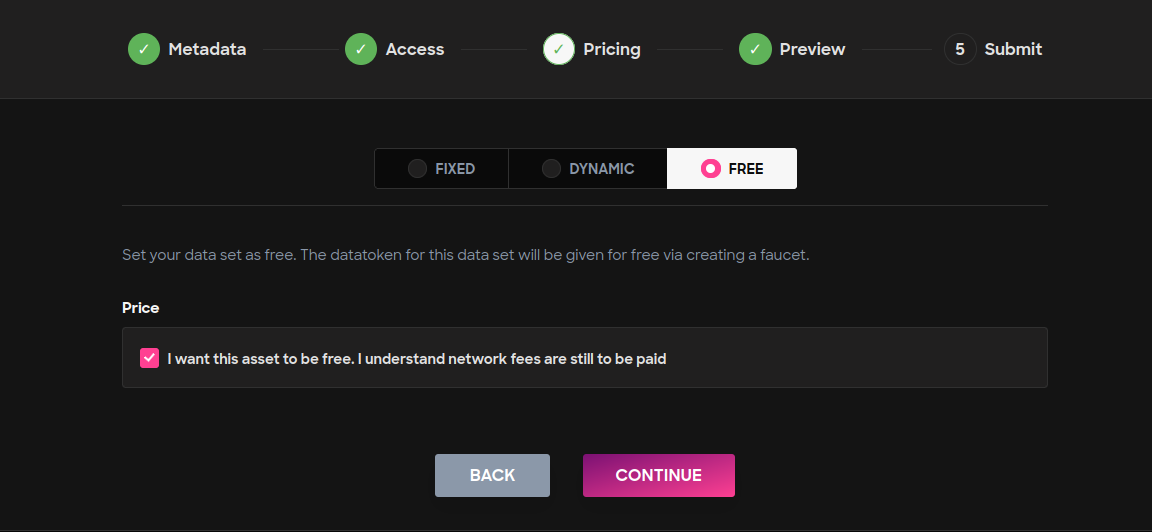 ✓ Metadata ✓ Access ✓ Pricing ✓ Preview 5 Submit
FIXED DYNAMIC FREE
Set your data set as free. The datatoken for this data set will be given for free via creating a faucet.
Price
I want this asset to be free. I understand network fees are still to be paid
BACK CONTINUE